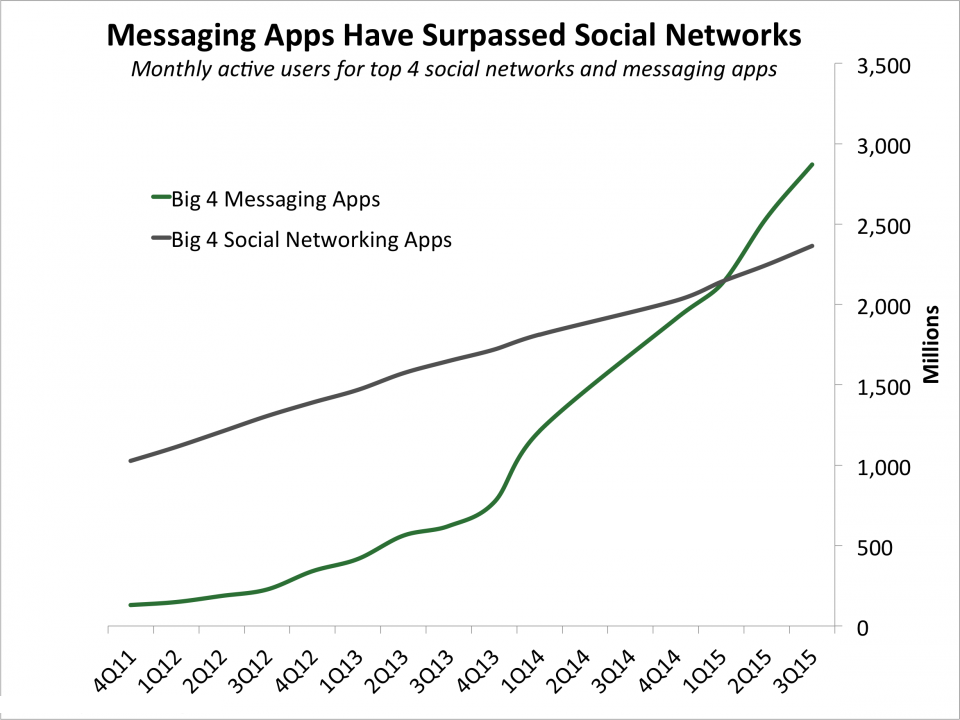 Messaging Apps Have Surpassed Social Networks
Monthly active users for top 4 social networks and messaging apps
Big 4 Messaging Apps
Big 4 Social Networking Apps
3,500
3,000
2,500
2,000
1,500
1,000
500
0
Millions
4Q11
1Q12
2Q12
3Q12
4Q12
1Q13
2Q13
3Q13
4Q13
1Q14
2Q14
3Q14
4Q14
1Q15
2Q15
3Q15